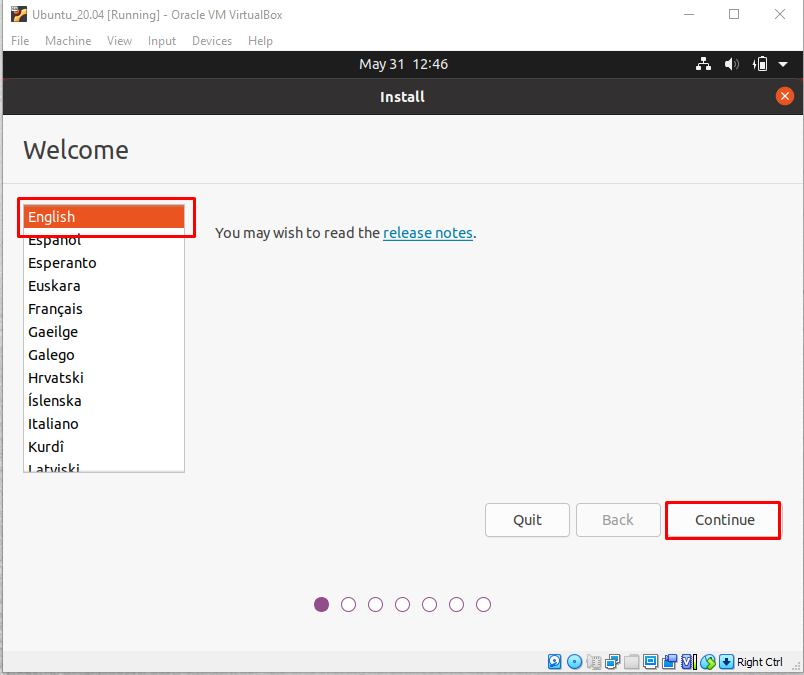 Ubuntu_20.04 [Running] - Oracle VM VirtualBox
File Machine View Input Devices Help
May 31 12:46
Install
Welcome
English
Español
Esperanto
Euskara
Français
Gaeilge
Galego
Hrvatski
Íslenska
Italiano
Kurdî
Latviski
You may wish to read the release notes.
Quit Back Continue
Right Ctrl